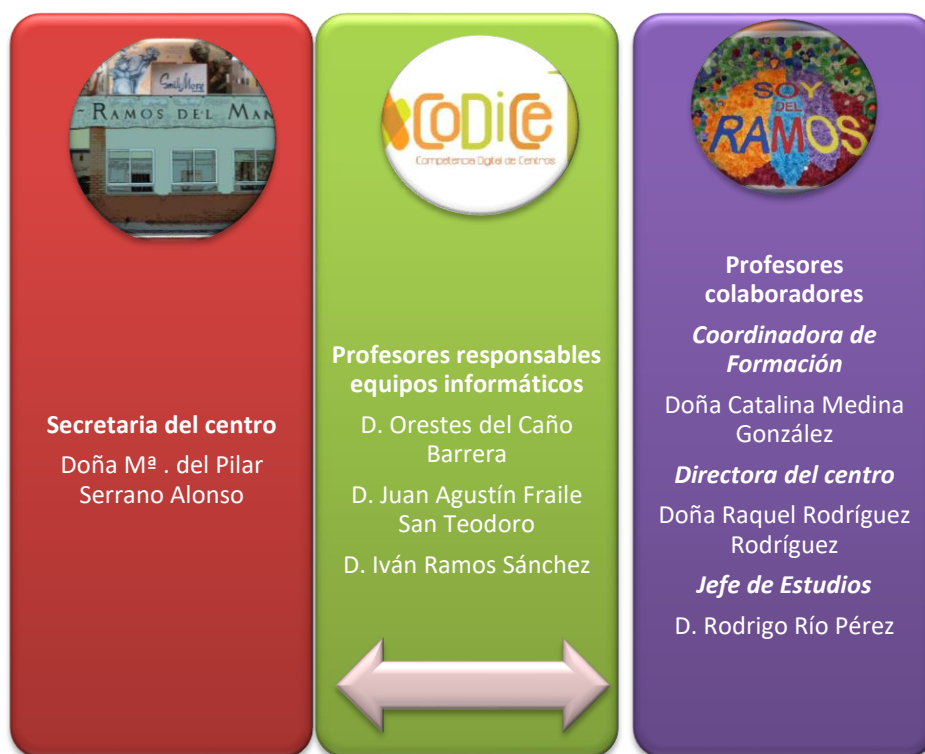 Smily More
RAMOS DEL MAN
Secretaria del centro
Doña Mª . del Pilar
Serrano Alonso
CoDiCe
Competencia Digital de Centros
Profesores responsables
equipos informáticos
D. Orestes del Caño
Barrera
D. Juan Agustín Fraile
San Teodoro
D. Iván Ramos Sánchez
SOY
DEL
RAMOS
Profesores
colaboradores
Coordinadora de
Formación
Doña Catalina Medina
González
Directora del centro
Doña Raquel Rodríguez
Rodríguez
Jefe de Estudios
D. Rodrigo Río Pérez